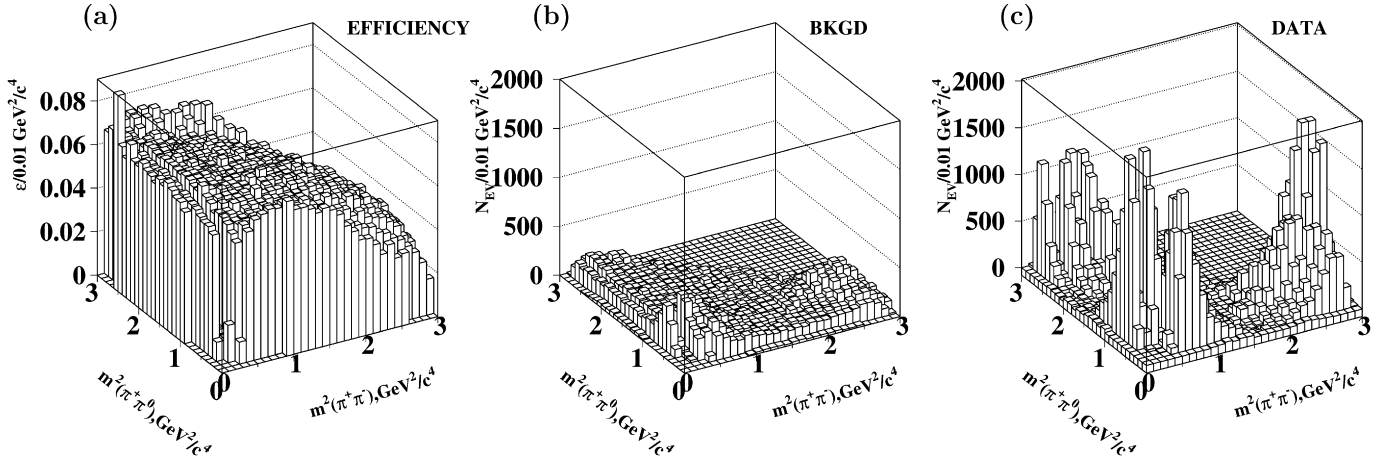 (a)
EFFICIENCY
ε/0.01 GeV²/c⁴
0.08
0.06
0.04
0.02
0
3
2
1
0
0
1
2
3
m²(π⁺π⁰),GeV²/c⁴
m²(π⁺π⁻),GeV²/c⁴
(b)
BKGD
N_EV/0.01 GeV²/c⁴
2000
1500
1000
500
0
3
2
1
0
0
1
2
3
m²(π⁺π⁰),GeV²/c⁴
m²(π⁺π⁻),GeV²/c⁴
(c)
DATA
N_EV/0.01 GeV²/c⁴
2000
1500
1000
500
0
3
2
1
0
0
1
2
3
m²(π⁺π⁰),GeV²/c⁴
m²(π⁺π⁻),GeV²/c⁴